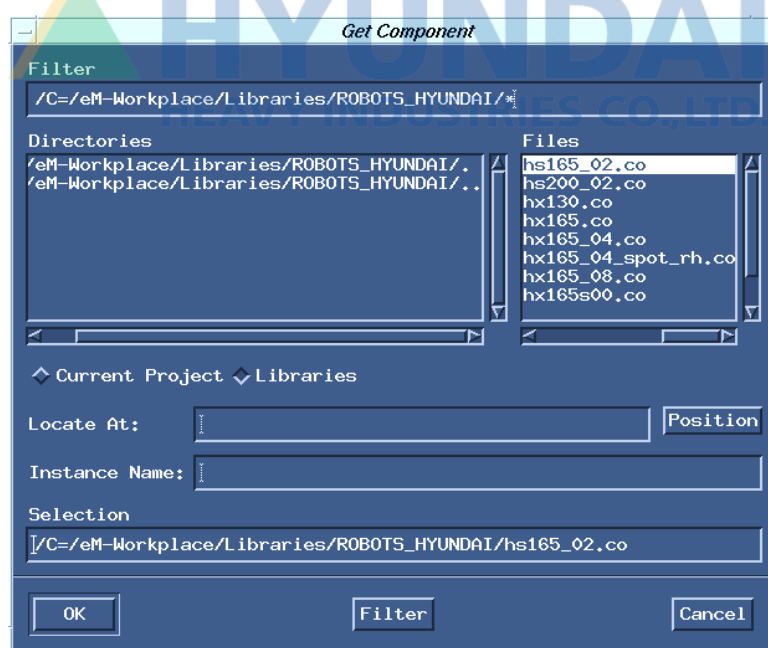 HYUNDAI
Get Component
Filter
/C=/eM-Workplace/Libraries/ROBOTS_HYUNDAI/*
HEAVY INDUSTRIES CO.,LTD.
Directories Files
/eM-Workplace/Libraries/ROBOTS_HYUNDAI/. hs165_02.co
/eM-Workplace/Libraries/ROBOTS_HYUNDAI/.. hs200_02.co
hx130.co
hx165.co
hx165_04.co
hx165_04_spot_rh.co
hx165_08.co
hx165s00.co
Current Project Libraries
Locate At: Position
Instance Name:
Selection
/C=/eM-Workplace/Libraries/ROBOTS_HYUNDAI/hs165_02.co
OK Filter Cancel